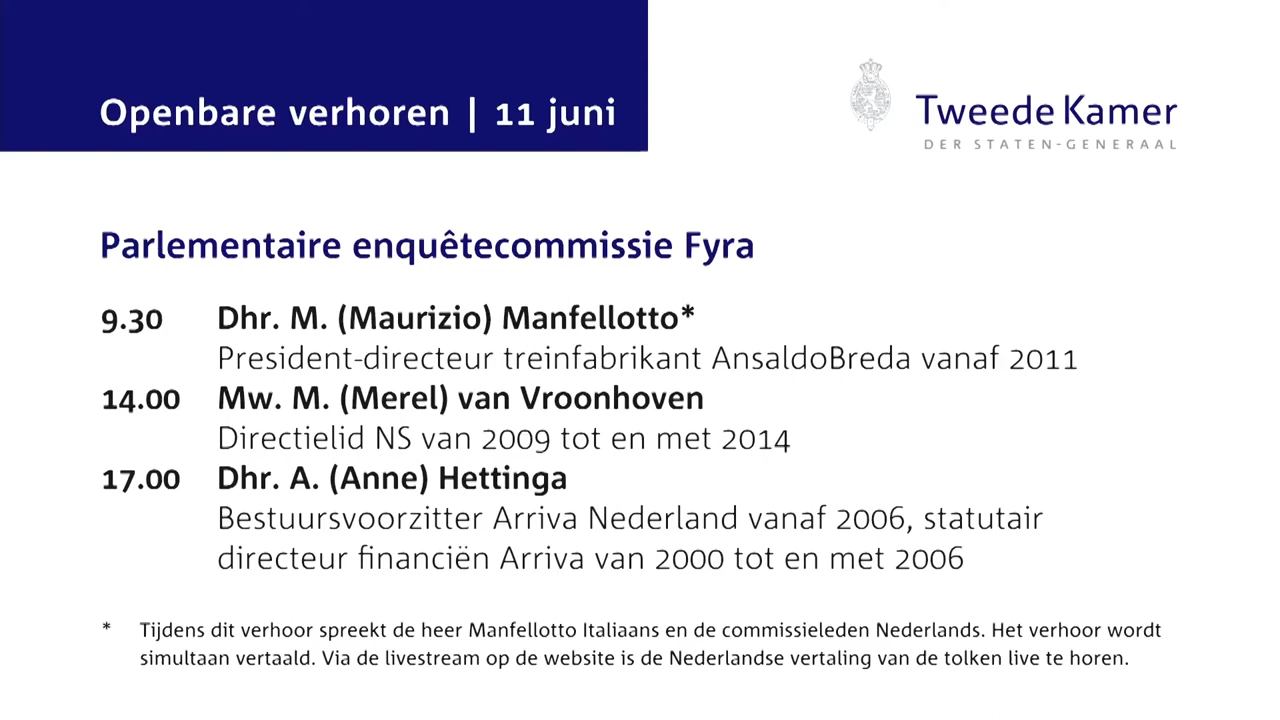 Openbare verhoren | 11 juni
Tweede Kamer
DER STATEN-GENERAAL
Parlementaire enquêtecommissie Fyra
9.30 Dhr. M. (Maurizio) Manfellotto*
President-directeur treinfabrikant AnsaldoBreda vanaf 2011
14.00 Mw. M. (Merel) van Vroonhoven
Directielid NS van 2009 tot en met 2014
17.00 Dhr. A. (Anne) Hettinga
Bestuursvoorzitter Arriva Nederland vanaf 2006, statutair
directeur financiën Arriva van 2000 tot en met 2006
* Tijdens dit verhoor spreekt de heer Manfellotto Italiaans en de commissieleden Nederlands. Het verhoor wordt
simultaan vertaald. Via de livestream op de website is de Nederlandse vertaling van de tolken live te horen.